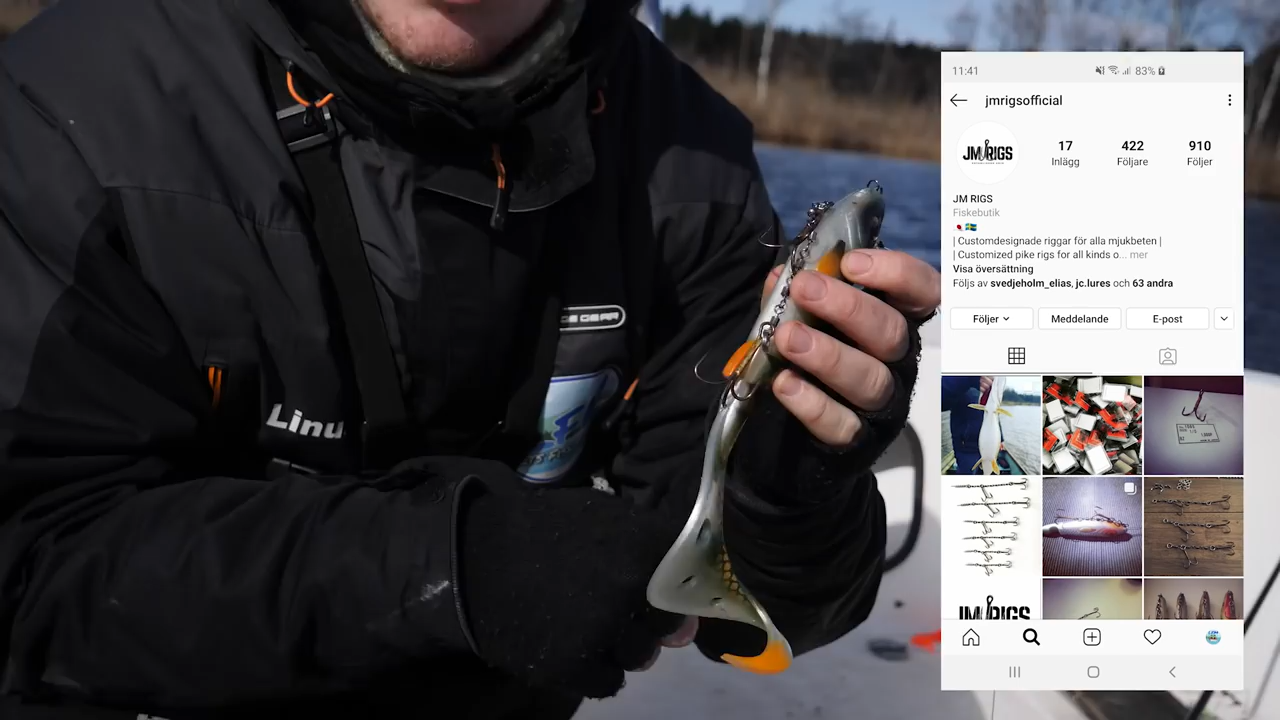 Linu
E GEAR
11:41
83%
jmrigsofficial
JM RIGS
17
422
910
Inlägg
Följare
Följer
JM RIGS
Fiskebutik
| Customdesignade riggar för alla mjukbeten |
| Customized pike rigs for all kinds o... mer
Visa översättning
Följs av svedjeholm_elias, jc.lures och 63 andra
Följer
Meddelande
E-post
JM RIGS